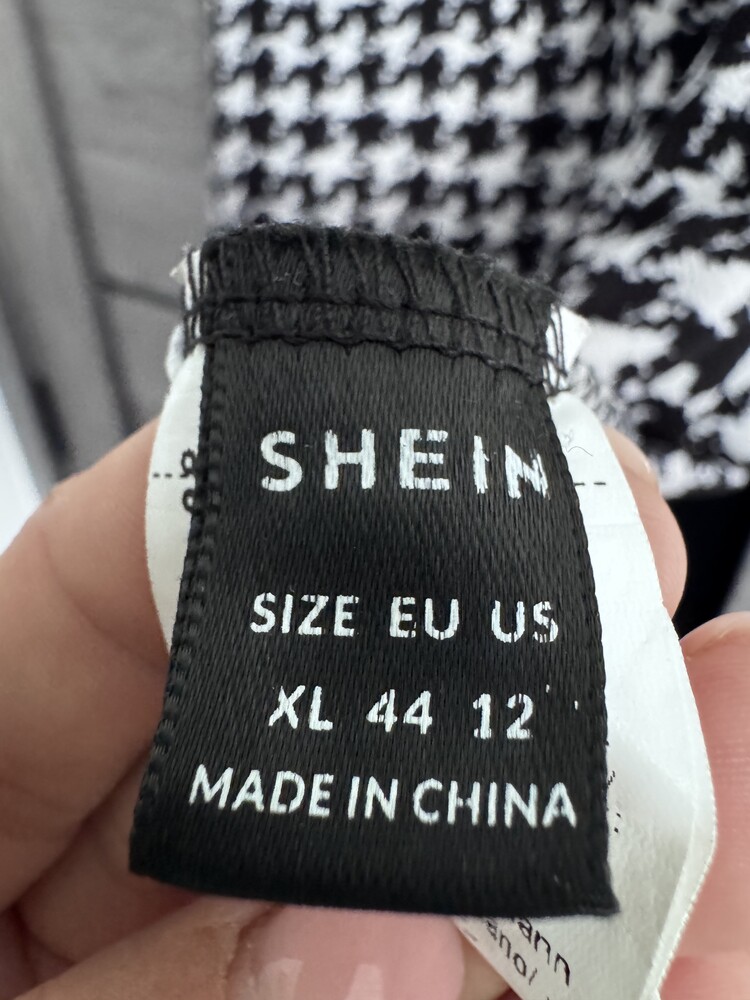 SHEIN
SIZE EU US
XL 44 12
MADE IN CHINA